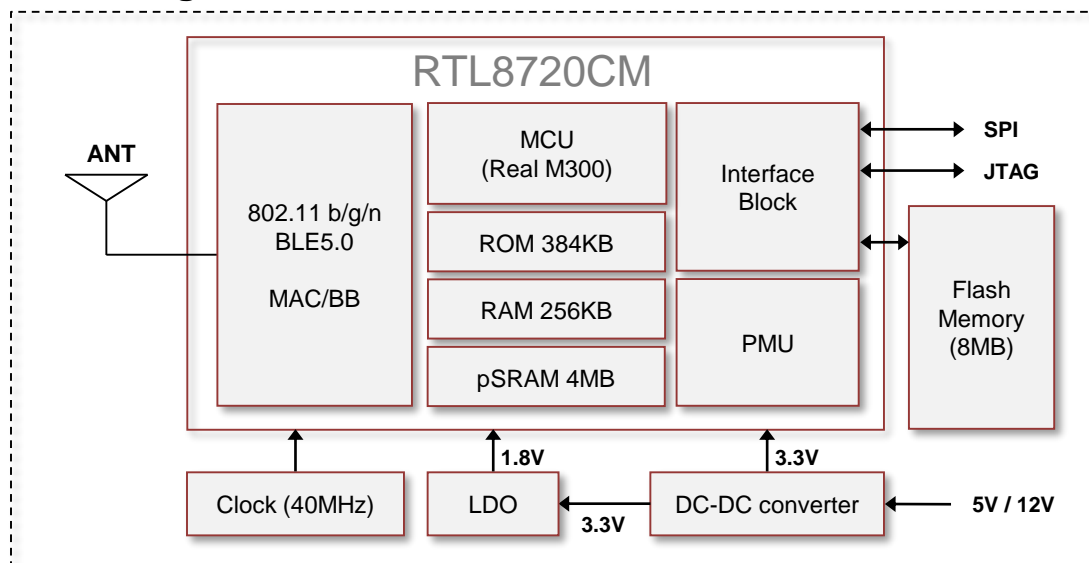 RTL8720CM
ANT
802.11 b/g/n
BLE5.0
MAC/BB
MCU
(Real M300)
ROM 384KB
RAM 256KB
pSRAM 4MB
Interface
Block
PMU
SPI
JTAG
Flash
Memory
(8MB)
1.8V
3.3V
Clock (40MHz)
LDO
3.3V
DC-DC converter
5V / 12V